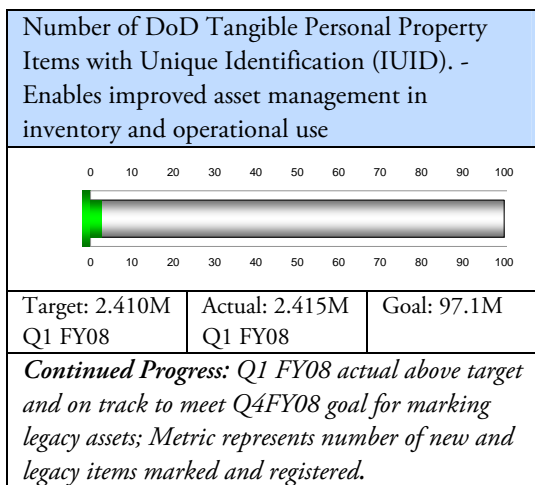 Number of DoD Tangible Personal Property
Items with Unique Identification (IUID). -
Enables improved asset management in
inventory and operational use
0 10 20 30 40 50 60 70 80 90 100
0 10 20 30 40 50 60 70 80 90 100
Target: 2.410M Actual: 2.415M Goal: 97.1M
Q1 FY08 Q1 FY08
Continued Progress: Q1 FY08 actual above target
and on track to meet Q4FY08 goal for marking
legacy assets; Metric represents number of new and
legacy items marked and registered.